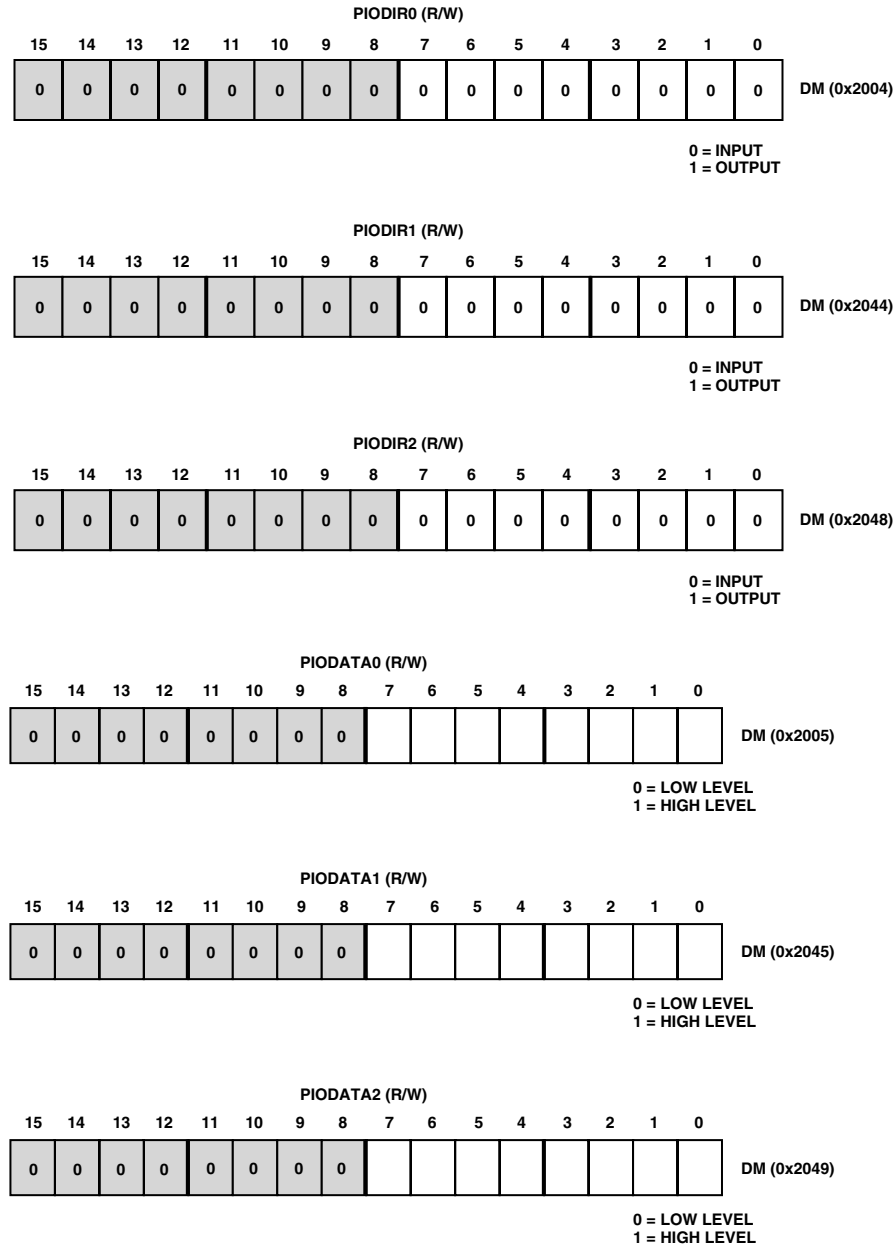 PIODIR0 (R/W)
15 14 13 12 11 10 9 8 7 6 5 4 3 2 1 0
0 0 0 0 0 0 0 0 0 0 0 0 0 0 0 0 DM (0x2004)
0 = INPUT
1 = OUTPUT
PIODIR1 (R/W)
15 14 13 12 11 10 9 8 7 6 5 4 3 2 1 0
0 0 0 0 0 0 0 0 0 0 0 0 0 0 0 0 DM (0x2044)
0 = INPUT
1 = OUTPUT
PIODIR2 (R/W)
15 14 13 12 11 10 9 8 7 6 5 4 3 2 1 0
0 0 0 0 0 0 0 0 0 0 0 0 0 0 0 0 DM (0x2048)
0 = INPUT
1 = OUTPUT
PIODATA0 (R/W)
15 14 13 12 11 10 9 8 7 6 5 4 3 2 1 0
0 0 0 0 0 0 0 0 DM (0x2005)
0 = LOW LEVEL
1 = HIGH LEVEL
PIODATA1 (R/W)
15 14 13 12 11 10 9 8 7 6 5 4 3 2 1 0
0 0 0 0 0 0 0 0 DM (0x2045)
0 = LOW LEVEL
1 = HIGH LEVEL
PIODATA2 (R/W)
15 14 13 12 11 10 9 8 7 6 5 4 3 2 1 0
0 0 0 0 0 0 0 0 DM (0x2049)
0 = LOW LEVEL
1 = HIGH LEVEL